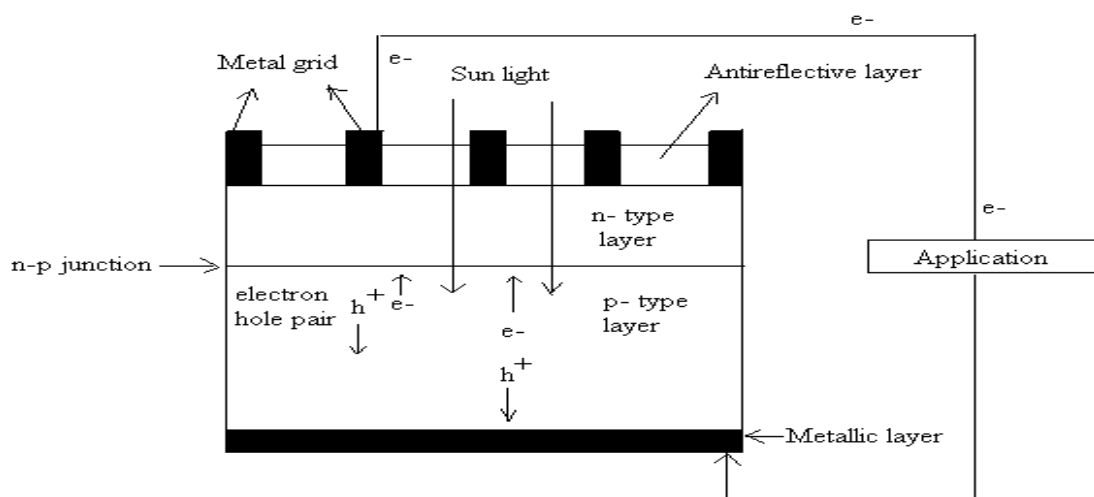 e-
Metal grid
e-
Sun light
Antireflective layer
n- type
layer
e-
n-p junction
Application
electron
hole pair
h+
e-
p- type
layer
e-
h+
Metallic layer